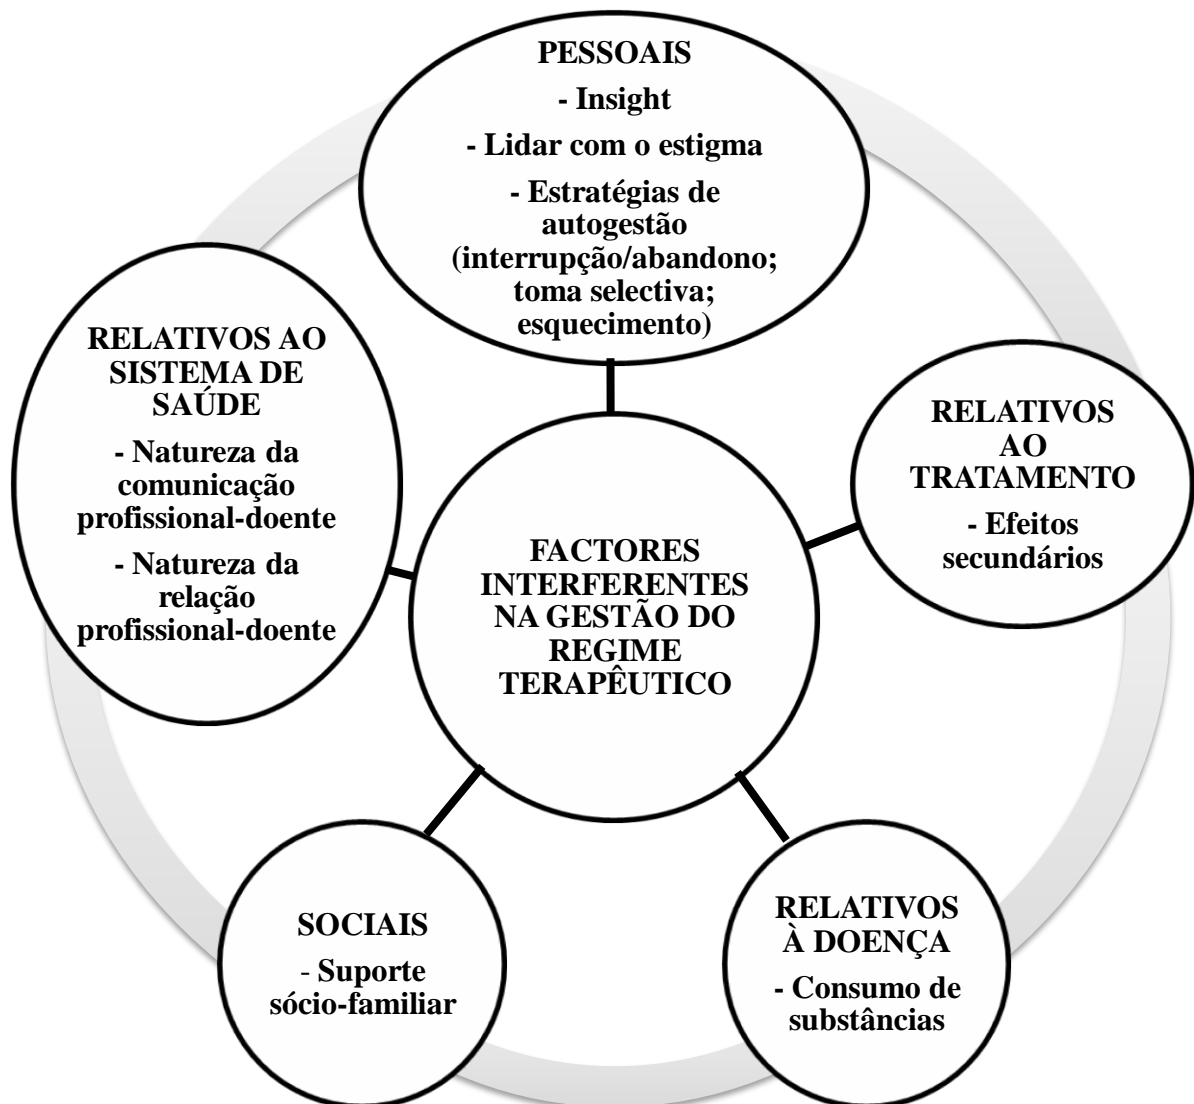 PESSOAIS
- Insight
- Lidar com o estigma
- Estratégias de
autogestão
(interrupção/abandono;
toma selectiva;
esquecimento)
RELATIVOS AO
SISTEMA DE
SAÚDE
- Natureza da
comunicação
profissional-doente
- Natureza da
relação
profissional-doente
RELATIVOS
AO
TRATAMENTO
- Efeitos
secundários
FACTORES
INTERFERENTES
NA GESTÃO DO
REGIME
TERAPÊUTICO
SOCIAIS
- Suporte
sócio-familiar
RELATIVOS
À DOENÇA
- Consumo de
substâncias